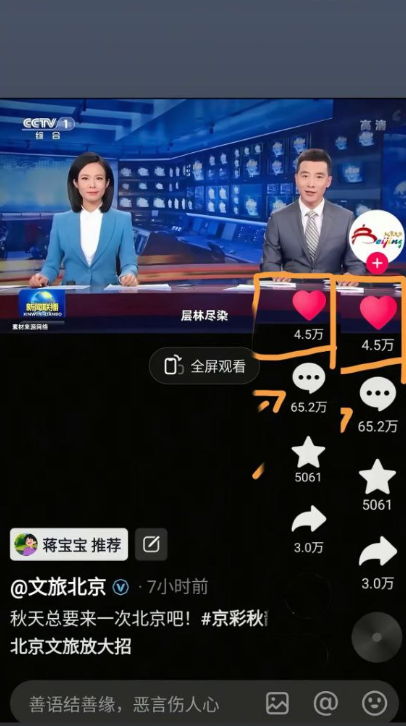 CCTV 1
综合
高清
Beijing
新闻联播
XINWEN LIANBO
素材来源网络
层林尽染
全屏观看
4.5万
4.5万
65.2万
65.2万
5061
5061
3.0万
3.0万
蒋宝宝 推荐
@文旅北京 · 7小时前
秋天总要来一次北京吧！#京彩秋
北京文旅放大招
善语结善缘，恶言伤人心
@